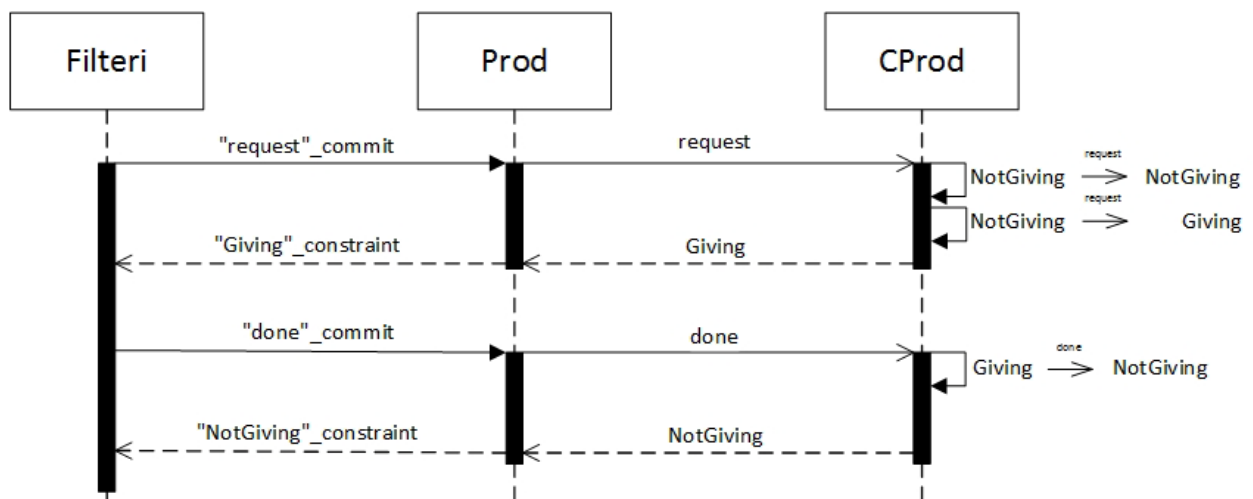 Filteri Prod CProd
"request"_commit request
request
NotGiving NotGiving
request
NotGiving Giving
"Giving"_constraint Giving
"done"_commit done
done
Giving NotGiving
"NotGiving"_constraint NotGiving